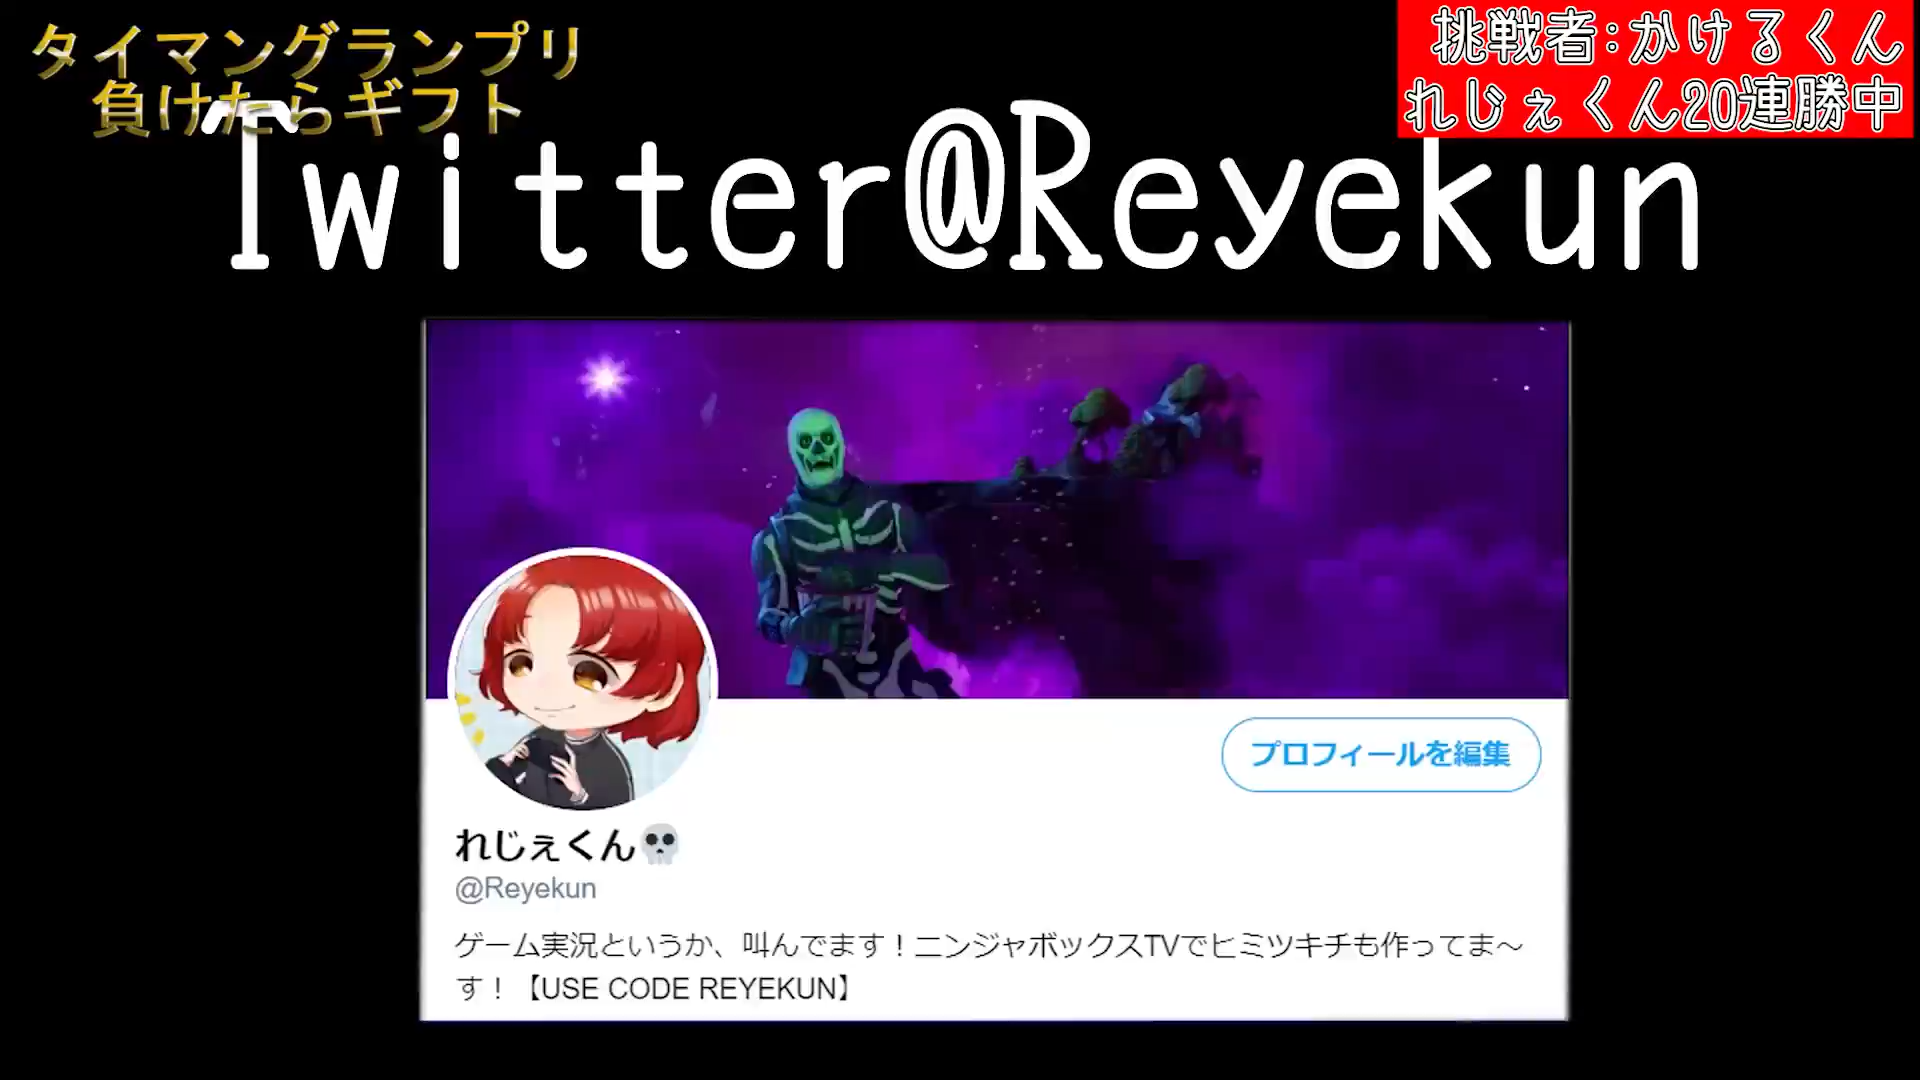 タイマングランプリ
負けたらギフト
挑戦者:かけるくん
れじぇくん20連勝中
Twitter@Reyekun
プロフィールを編集
れじぇくん💀
@Reyekun
ゲーム実況というか、叫んでます！ニンジャボックスTVでヒミツキチも作ってま～
す！【USE CODE REYEKUN】